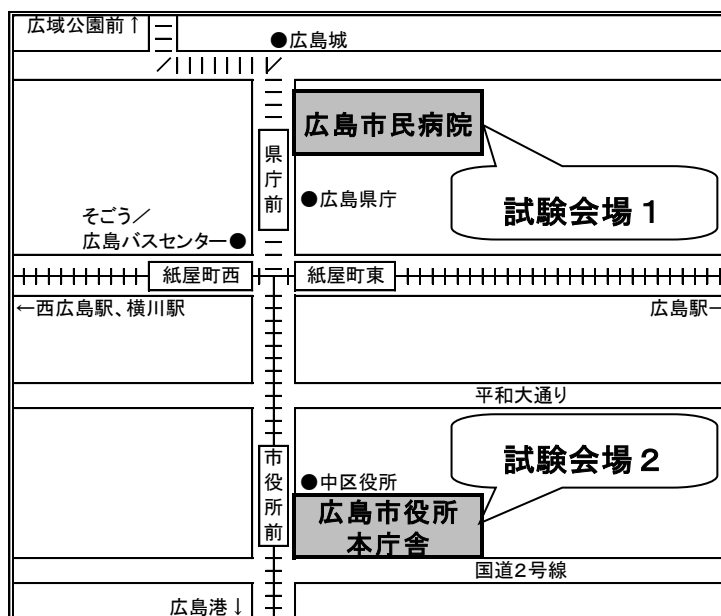 広域公園前↑
●広島城
広島市民病院
県庁前
●広島県庁
試験会場1
そごう/
広島バスセンター●
紙屋町西
紙屋町東
←西広島駅、横川駅
広島駅→
平和大通り
試験会場2
市役所前
●中区役所
広島市役所
本庁舎
国道2号線
広島港↓